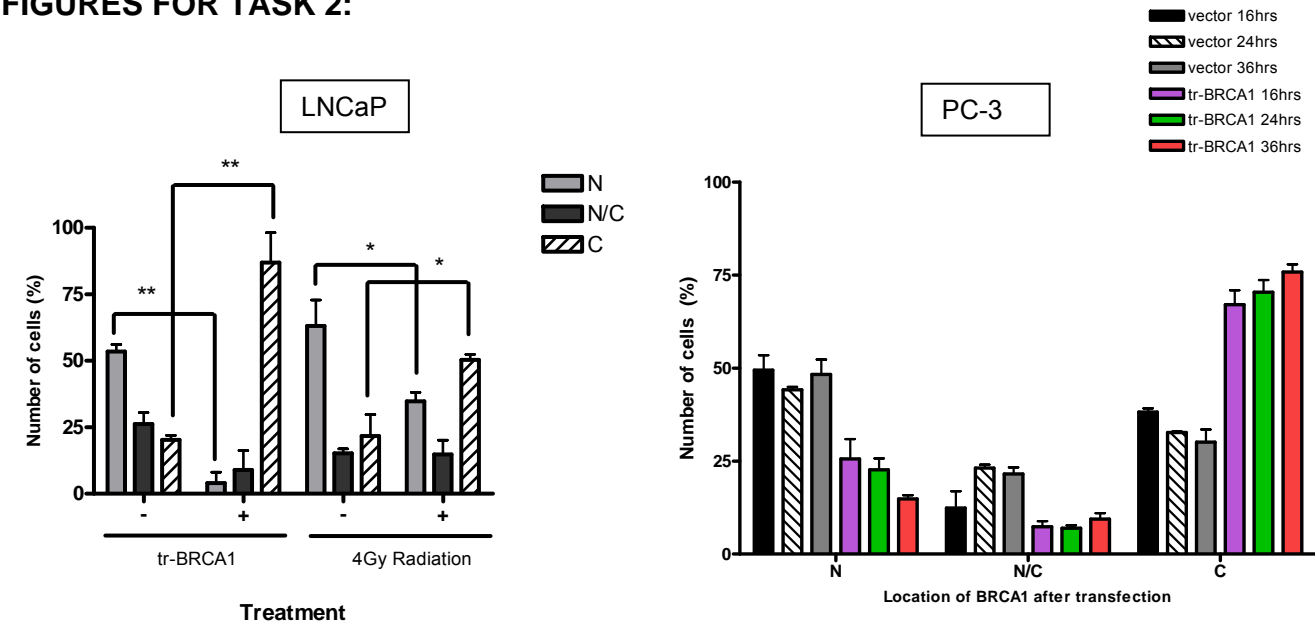 FIGURES FOR TASK 2:
LNCaP
N
N/C
C
Number of cells (%)
100
75
50
25
0
**
**
*
*
- + - +
tr-BRCA1 4Gy Radiation
Treatment
PC-3
vector 16hrs
vector 24hrs
vector 36hrs
tr-BRCA1 16hrs
tr-BRCA1 24hrs
tr-BRCA1 36hrs
Number of cells (%)
100
75
50
25
0
N N/C C
Location of BRCA1 after transfection